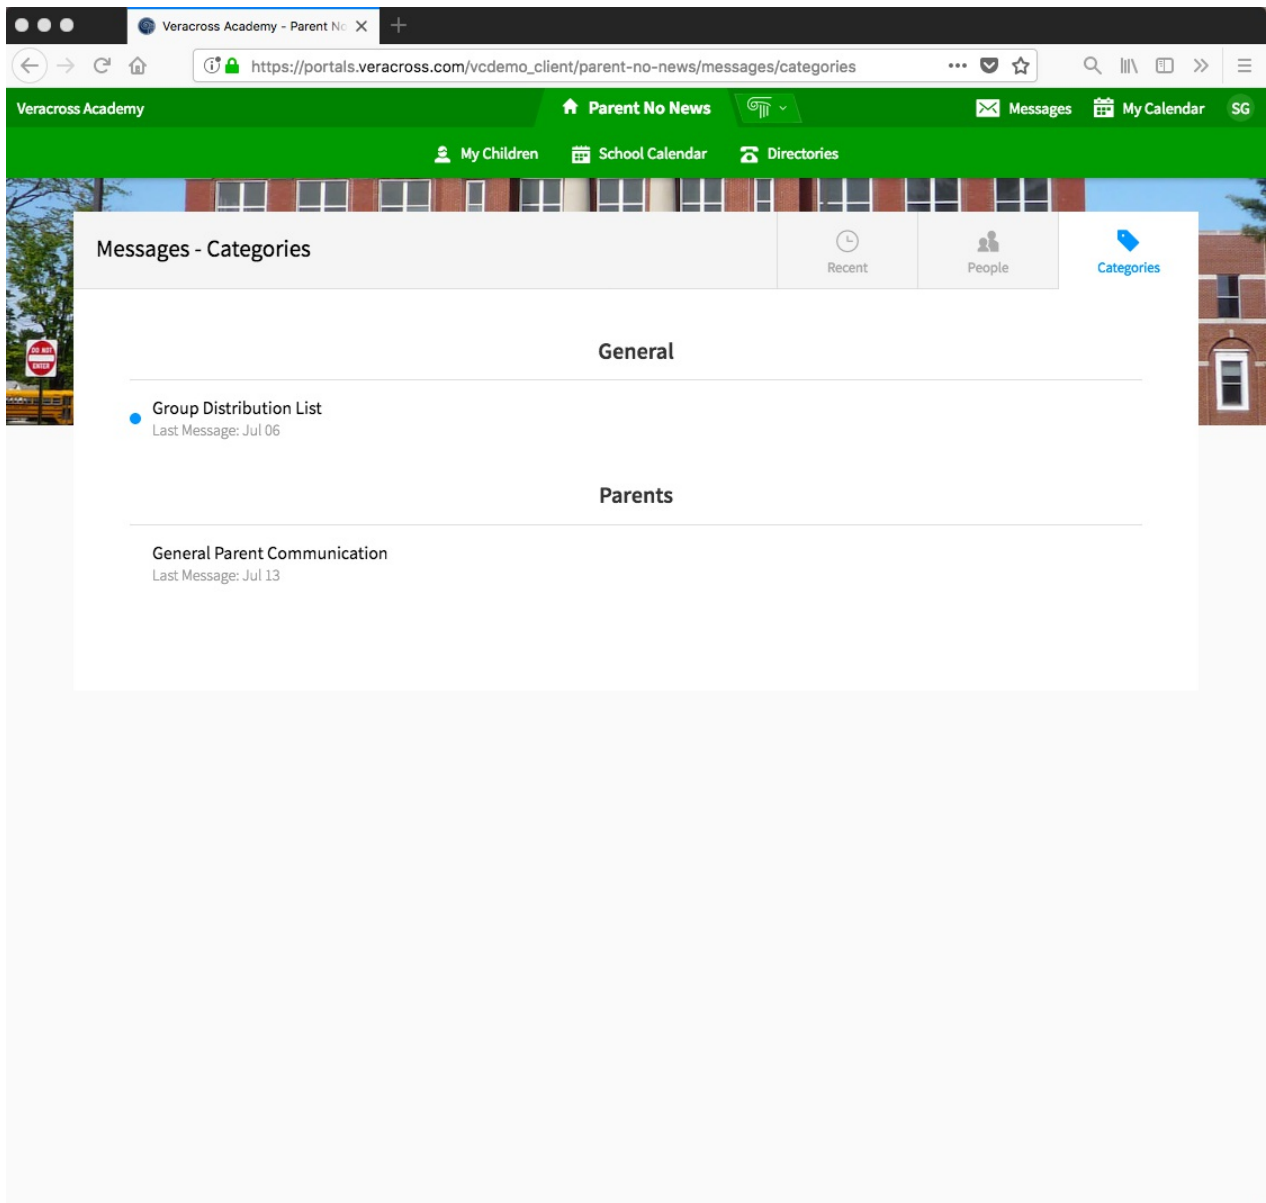 Veracross Academy - Parent No
https://portals.veracross.com/vcdemo_client/parent-no-news/messages/categories
Veracross Academy
Parent No News
Messages
My Calendar
SG
My Children
School Calendar
Directories
Messages - Categories
Recent
People
Categories
DO NOT
ENTER
General
Group Distribution List
Last Message: Jul 06
Parents
General Parent Communication
Last Message: Jul 13